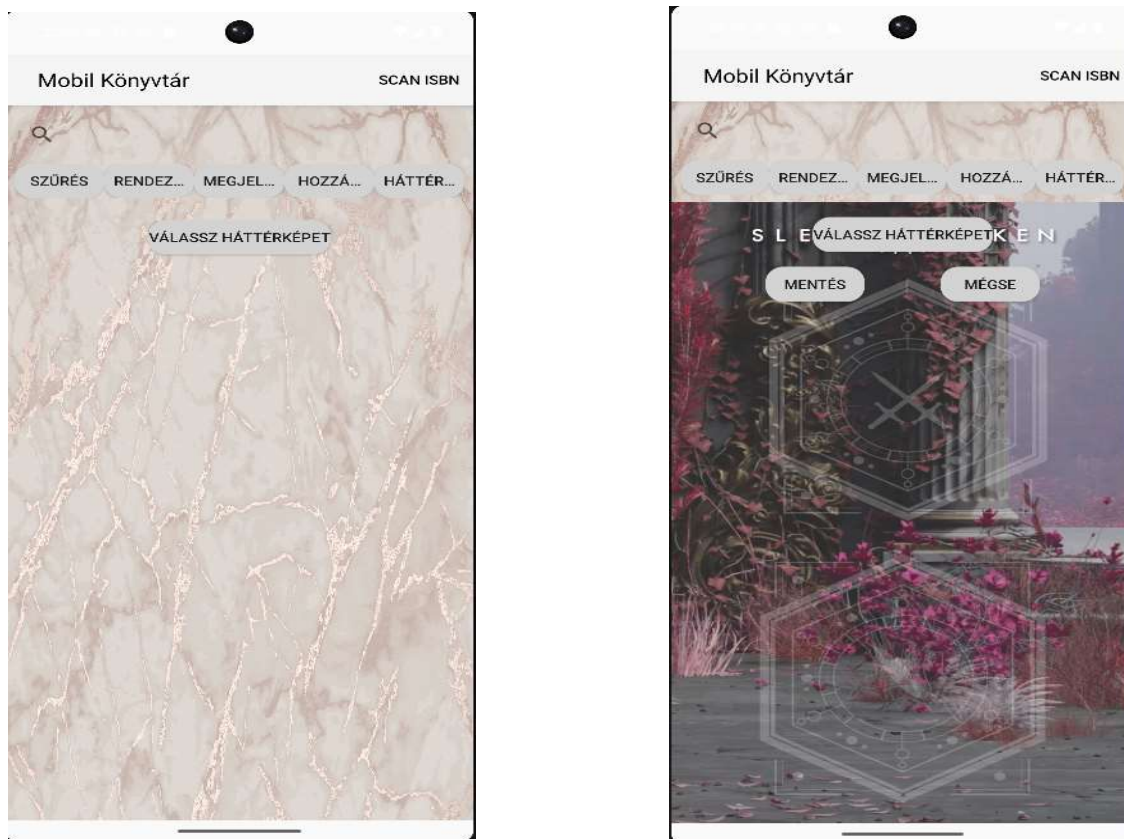 Mobil Könyvtár SCAN ISBN
SZŰRÉS RENDEZ... MEGJEL... HOZZÁ... HÁTTÉR...
VÁLASSZ HÁTTÉRKÉPET
Mobil Könyvtár SCAN ISBN
SZŰRÉS RENDEZ... MEGJEL... HOZZÁ... HÁTTÉR...
VÁLASSZ HÁTTÉRKÉPET
MENTÉS MÉGSE